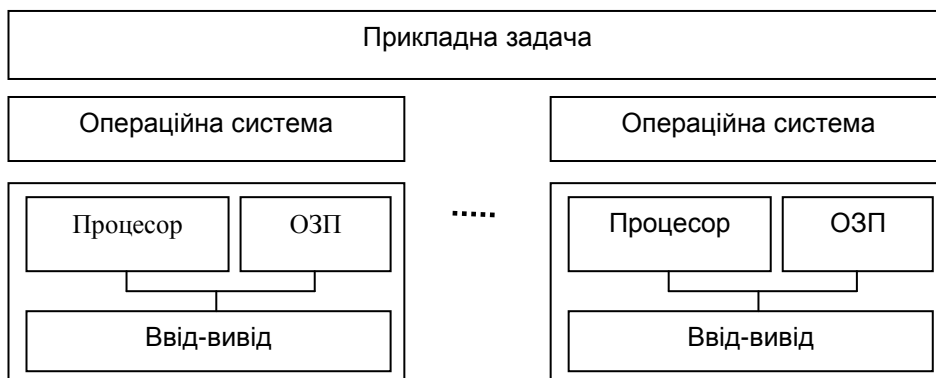 Прикладна задача
Операційна система
Операційна система
.....
Процесор
ОЗП
Процесор
ОЗП
Ввід-вивід
Ввід-вивід